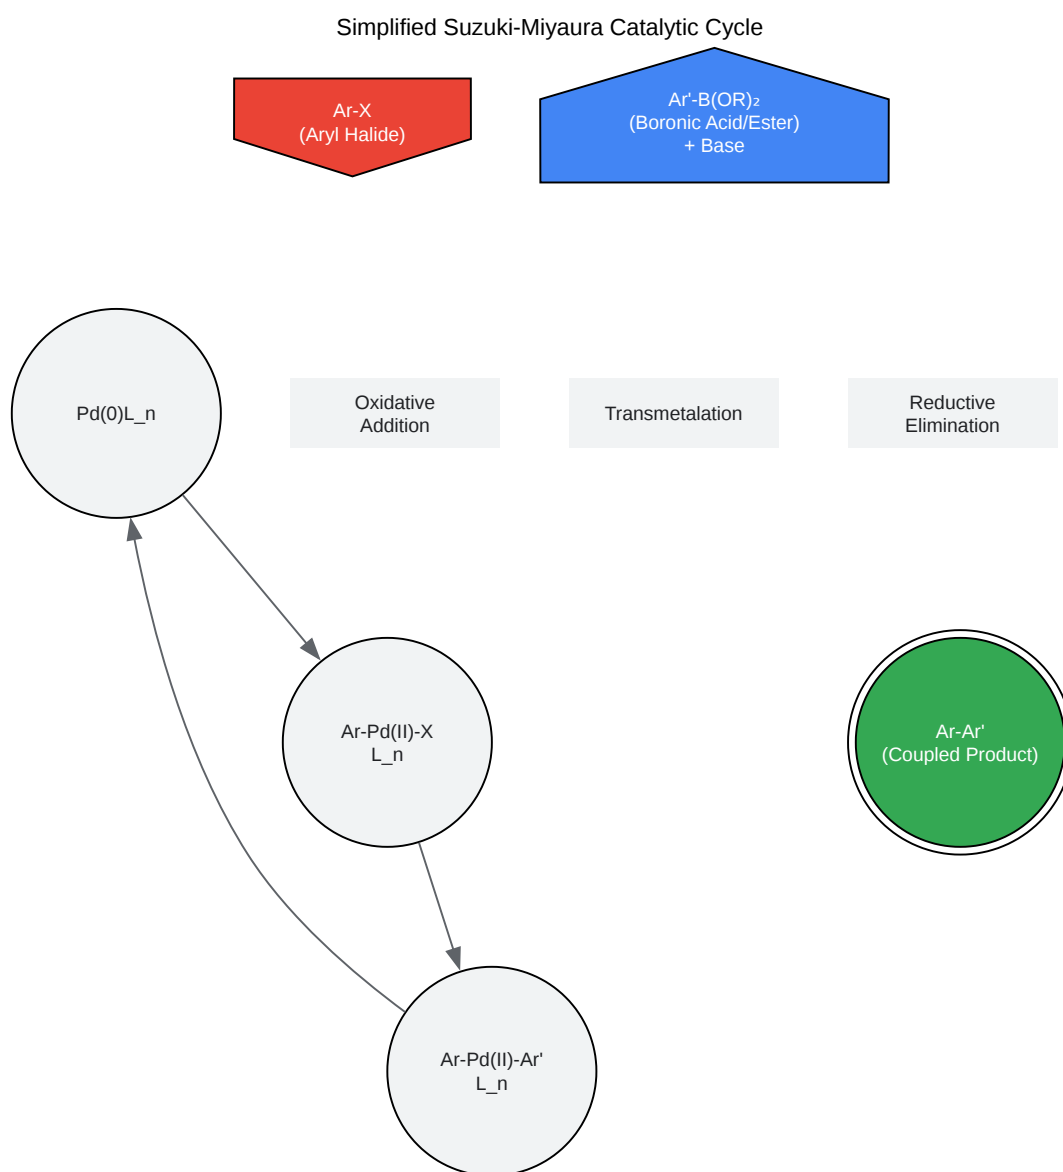 Simplified Suzuki-Miyaura Catalytic Cycle
Ar-X
(Aryl Halide)
Ar'-B(OR)₂
(Boronic Acid/Ester)
+ Base
Pd(0)L_n
Oxidative
Addition
Transmetalation
Reductive
Elimination
Ar-Pd(II)-X
L_n
Ar-Ar'
(Coupled Product)
Ar-Pd(II)-Ar'
L_n